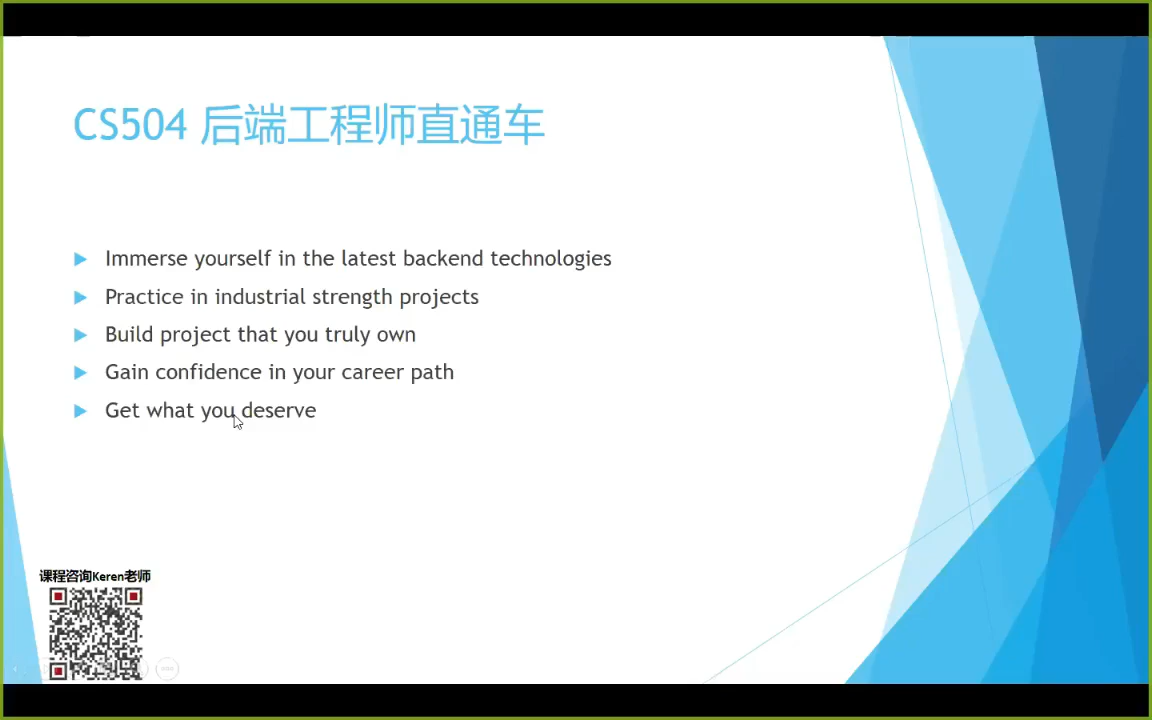 CS504 后端工程师直通车
Immerse yourself in the latest backend technologies
Practice in industrial strength projects
Build project that you truly own
Gain confidence in your career path
Get what you deserve
课程咨询Keren老师